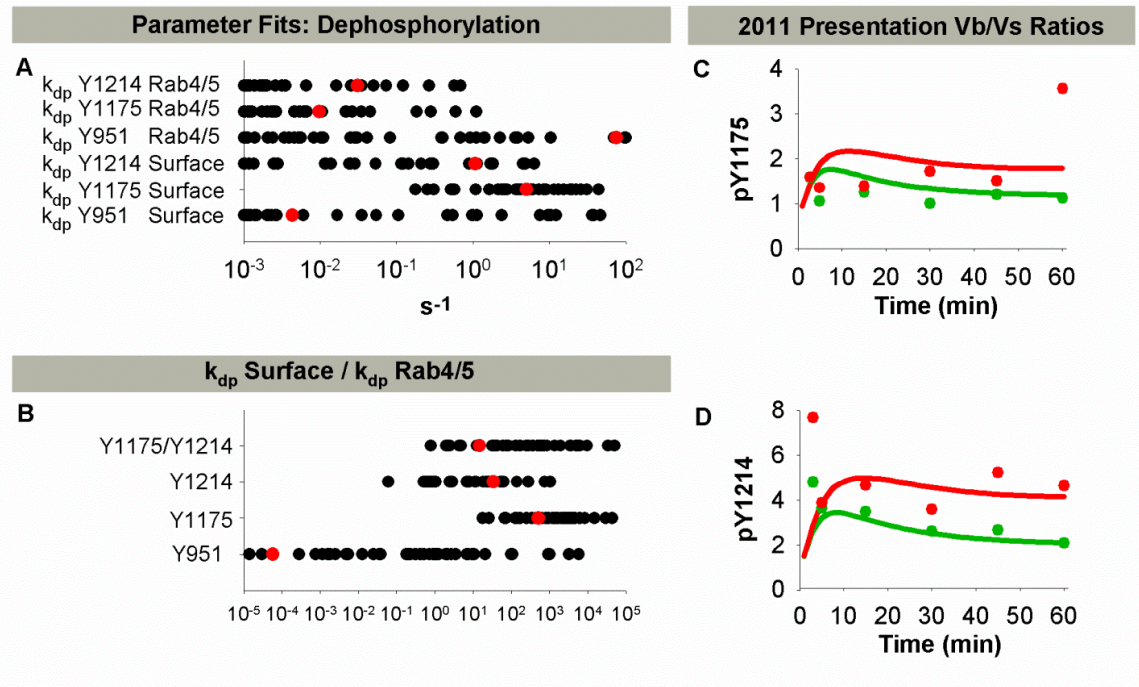 Parameter Fits: Dephosphorylation
A
kdp Y1214 Rab4/5
kdp Y1175 Rab4/5
kdp Y951 Rab4/5
kdp Y1214 Surface
kdp Y1175 Surface
kdp Y951 Surface
10-3 10-2 10-1 100 101 102
s-1
kdp Surface / kdp Rab4/5
B
Y1175/Y1214
Y1214
Y1175
Y951
10-5 10-4 10-3 10-2 10-1 100 101 102 103 104 105
2011 Presentation Vb/Vs Ratios
C
pY1175
4
3
2
1
0
0 10 20 30 40 50 60
Time (min)
D
pY1214
8
6
4
2
0
0 10 20 30 40 50 60
Time (min)